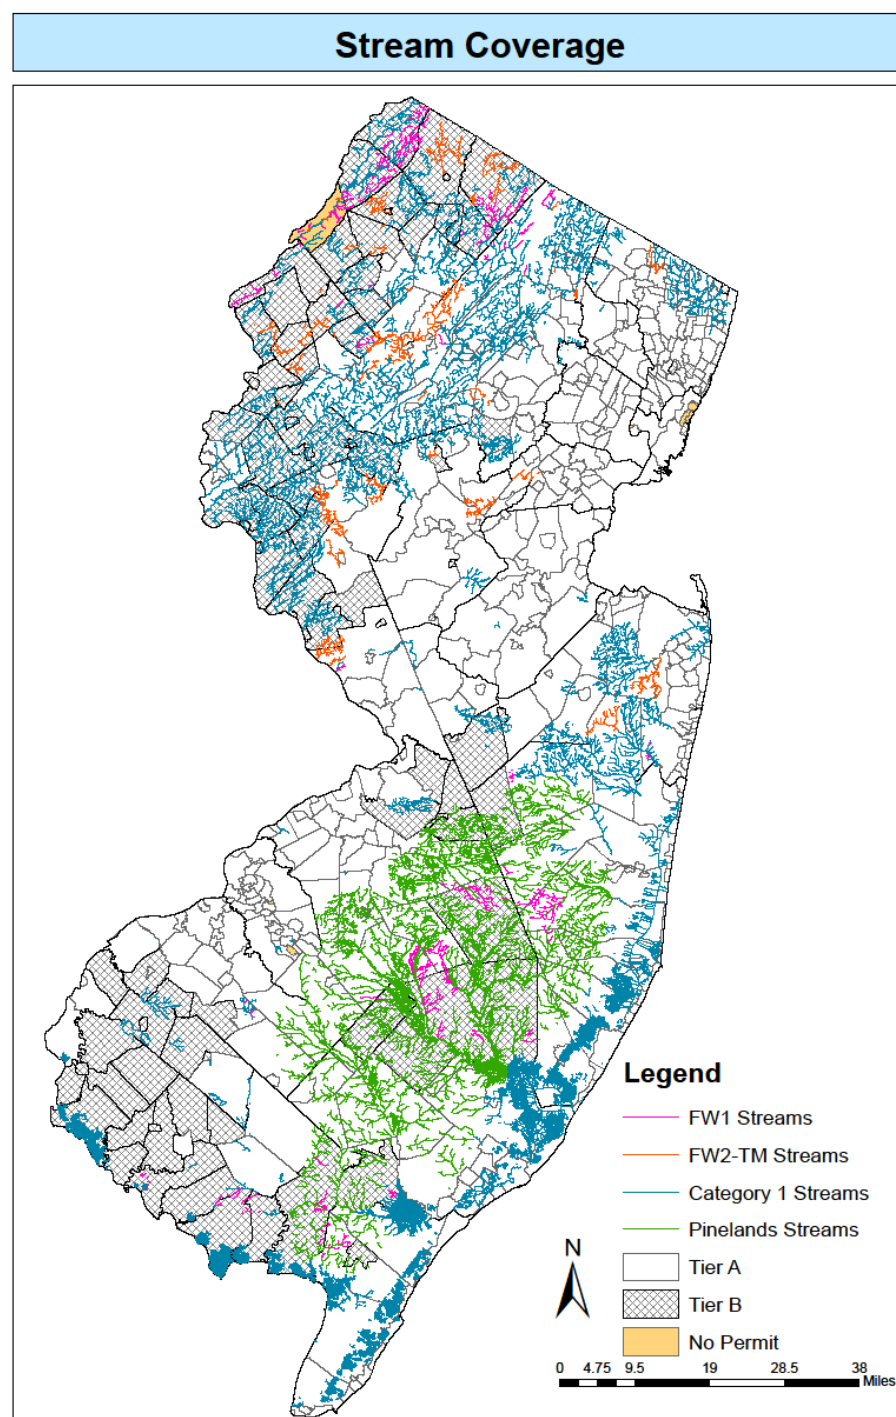 Stream Coverage
Legend
FW1 Streams
FW2-TM Streams
Category 1 Streams
Pinelands Streams
N
Tier A
Tier B
No Permit
0 4.75 9.5 19 28.5 38
Miles